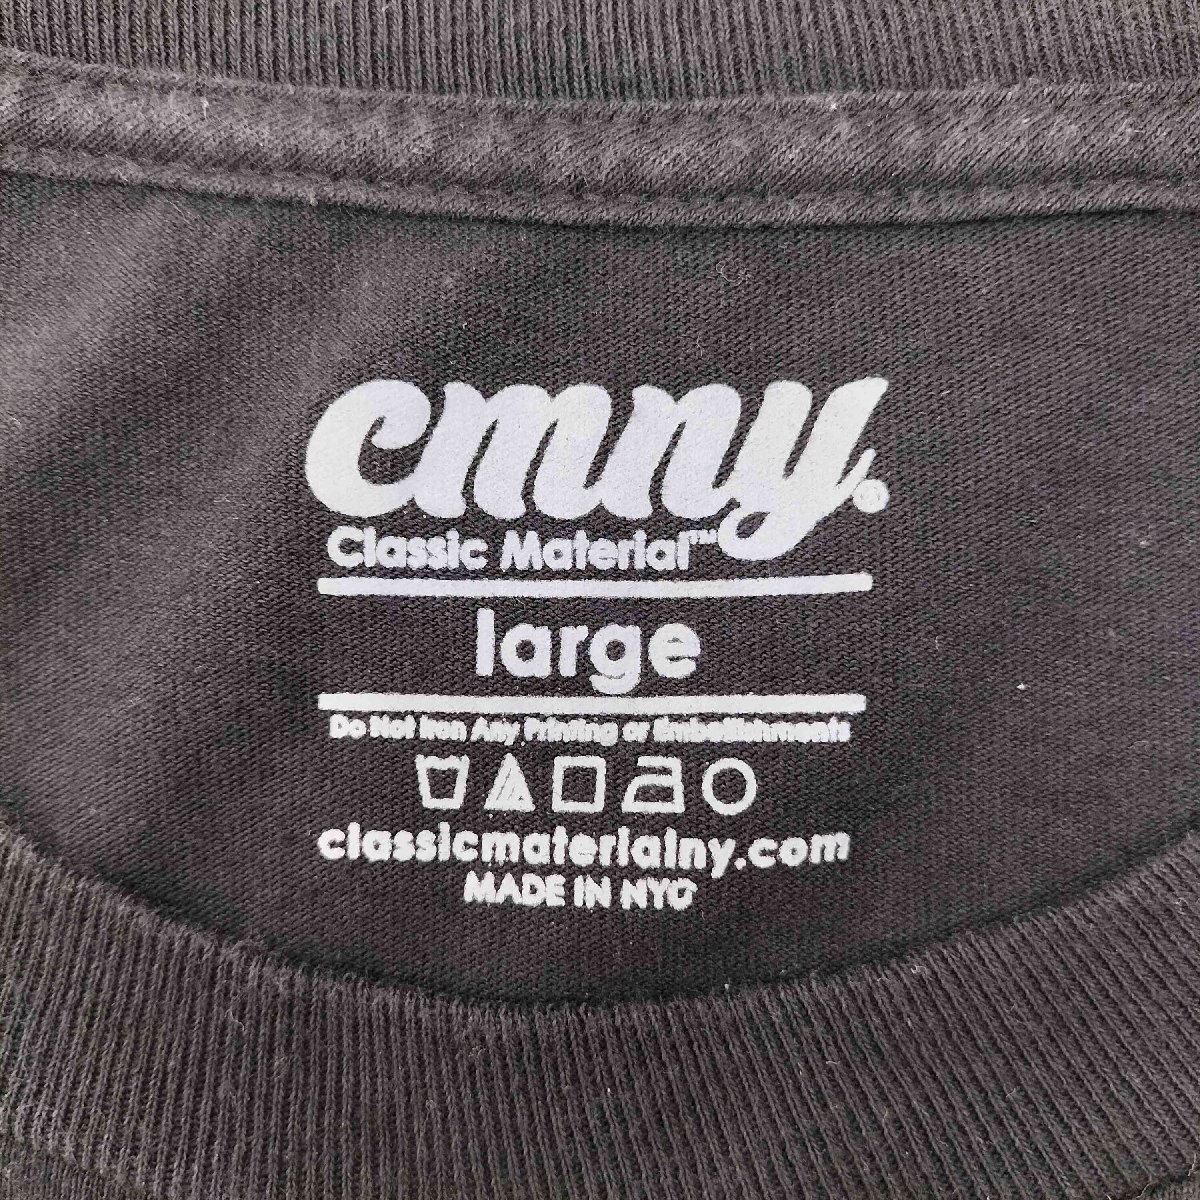 cmny®
Classic Material™
large
Do Not Iron Any Printing or Embellishments
classicmaterialny.com
MADE IN NYC